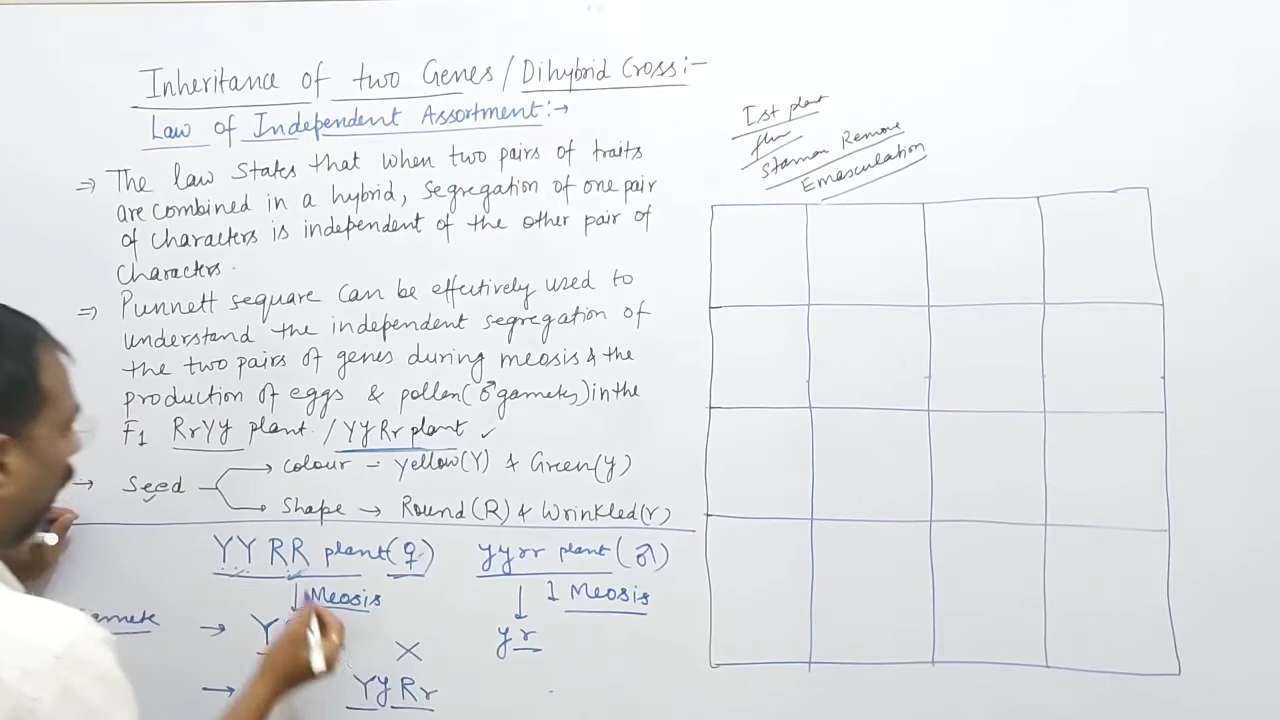 Inheritance of two Genes / Dihybrid Cross:-
Law of Independent Assortment:→
⇒ The law states that when two pairs of traits
are combined in a hybrid, segregation of one pair
of characters is independent of the other pair of
characters.
⇒ Punnett sequare can be effectively used to
understand the independent segregation of
the two pairs of genes during meosis & the
production of eggs & pollen(♂gametes) in the
F1 RrYy plant / YyRr plant ✓
→ Seed → Colour - yellow(Y) & Green(y)
→ Shape → Round(R) & Wrinkled(r)
YYRR plant(♀) yyrr plant(♂)
↓ Meosis ↓ 1 Meosis
→ Y yr
×
→ YyRr
Ist plant
Staman Remove
Emasculation